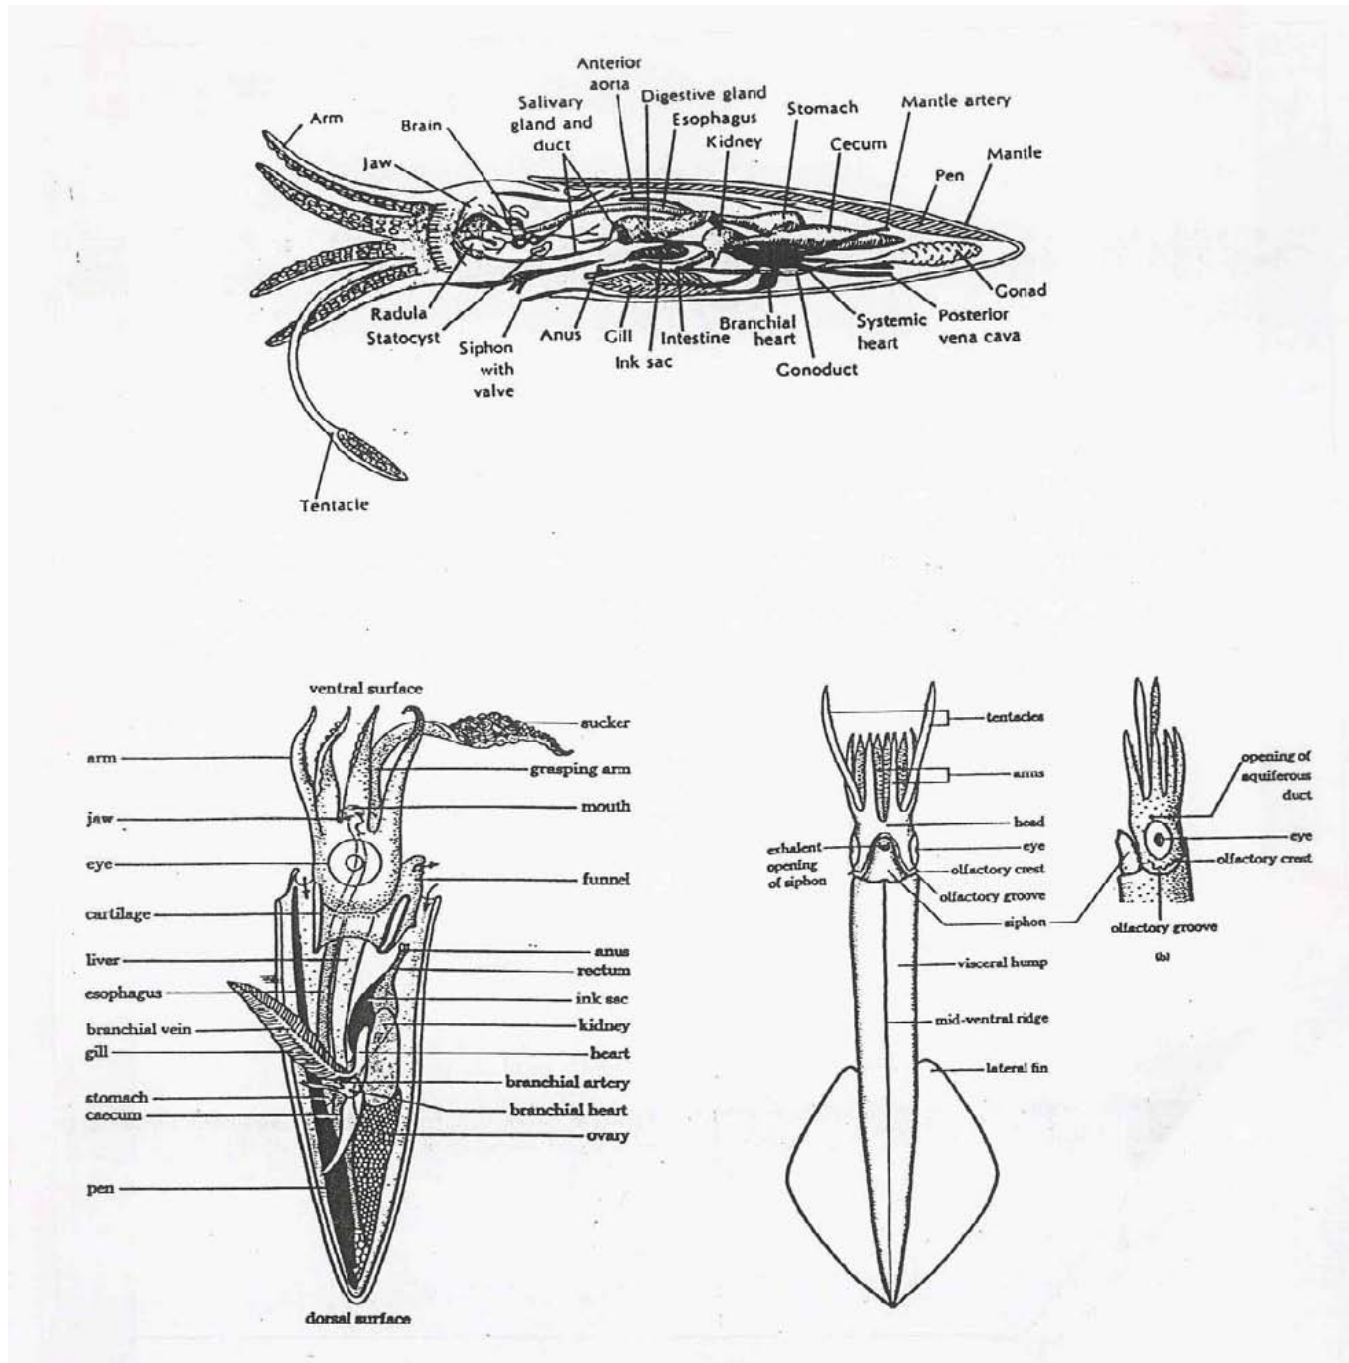 Anterior
aorta
Digestive gland
Salivary
gland and
duct
Esophagus
Kidney
Stomach
Mantle artery
Cecum
Mantle
Pen
Arm
Brain
Jaw
Radula
Statocyst
Siphon
with
valve
Anus
Gill
Ink sac
Intestine
Branchial
heart
Gonoduct
Systemic
heart
Posterior
vena cava
Gonad
Tentacle
ventral surface
arm
jaw
eye
cartilage
liver
esophagus
branchial vein
gill
stomach
caecum
pen
sucker
grasping arm
mouth
funnel
anus
rectum
ink sac
kidney
heart
branchial artery
branchial heart
ovary
dorsal surface
tentacles
arms
head
exhalent
opening
of siphon
eye
olfactory crest
olfactory groove
siphon
visceral hump
mid-ventral ridge
lateral fin
opening of
aquiferous
duct
eye
olfactory crest
olfactory groove
(b)